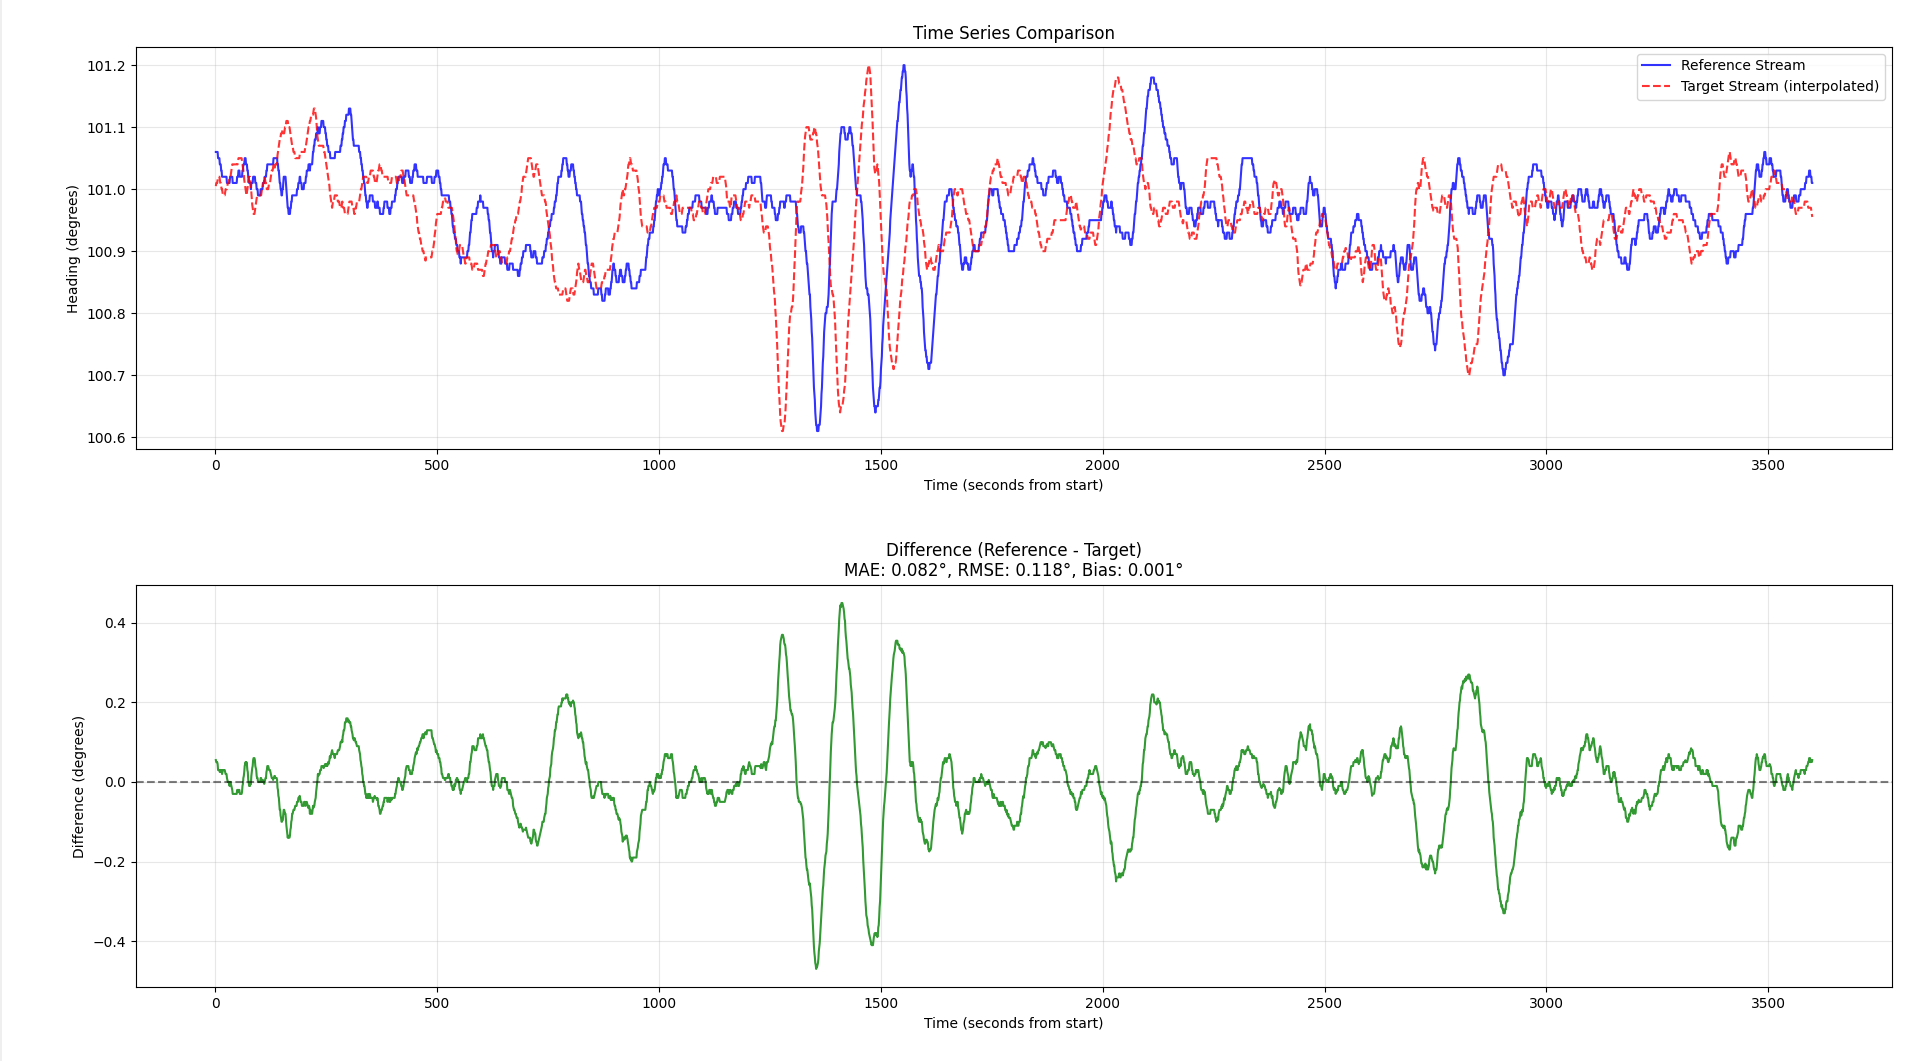 Time Series Comparison
Reference Stream
Target Stream (interpolated)
Heading (degrees)
101.2
101.1
101.0
100.9
100.8
100.7
100.6
0 500 1000 1500 2000 2500 3000 3500
Time (seconds from start)
Difference (Reference - Target)
MAE: 0.082°, RMSE: 0.118°, Bias: 0.001°
Difference (degrees)
0.4
0.2
0.0
−0.2
−0.4
0 500 1000 1500 2000 2500 3000 3500
Time (seconds from start)